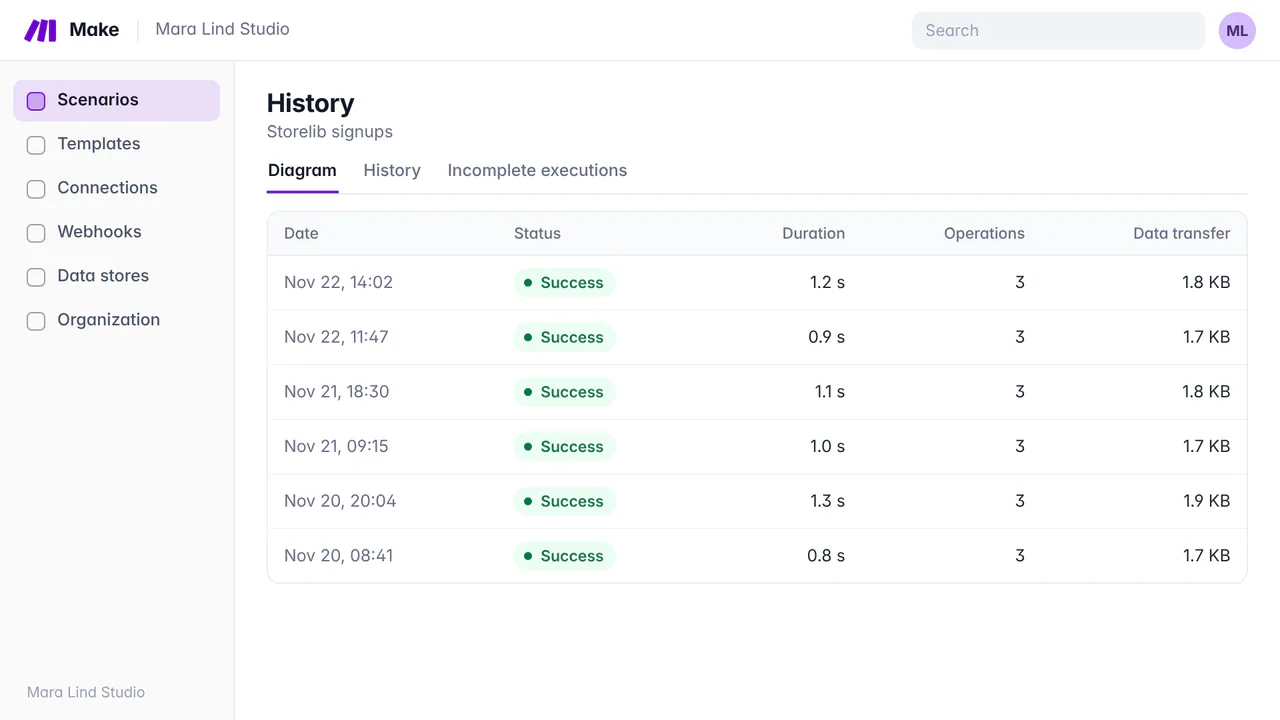 Make Mara Lind Studio Search ML
Scenarios
Templates
Connections
Webhooks
Data stores
Organization
Mara Lind Studio
History
Storelib signups
Diagram History Incomplete executions
Date Status Duration Operations Data transfer
Nov 22, 14:02 Success 1.2 s 3 1.8 KB
Nov 22, 11:47 Success 0.9 s 3 1.7 KB
Nov 21, 18:30 Success 1.1 s 3 1.8 KB
Nov 21, 09:15 Success 1.0 s 3 1.7 KB
Nov 20, 20:04 Success 1.3 s 3 1.9 KB
Nov 20, 08:41 Success 0.8 s 3 1.7 KB